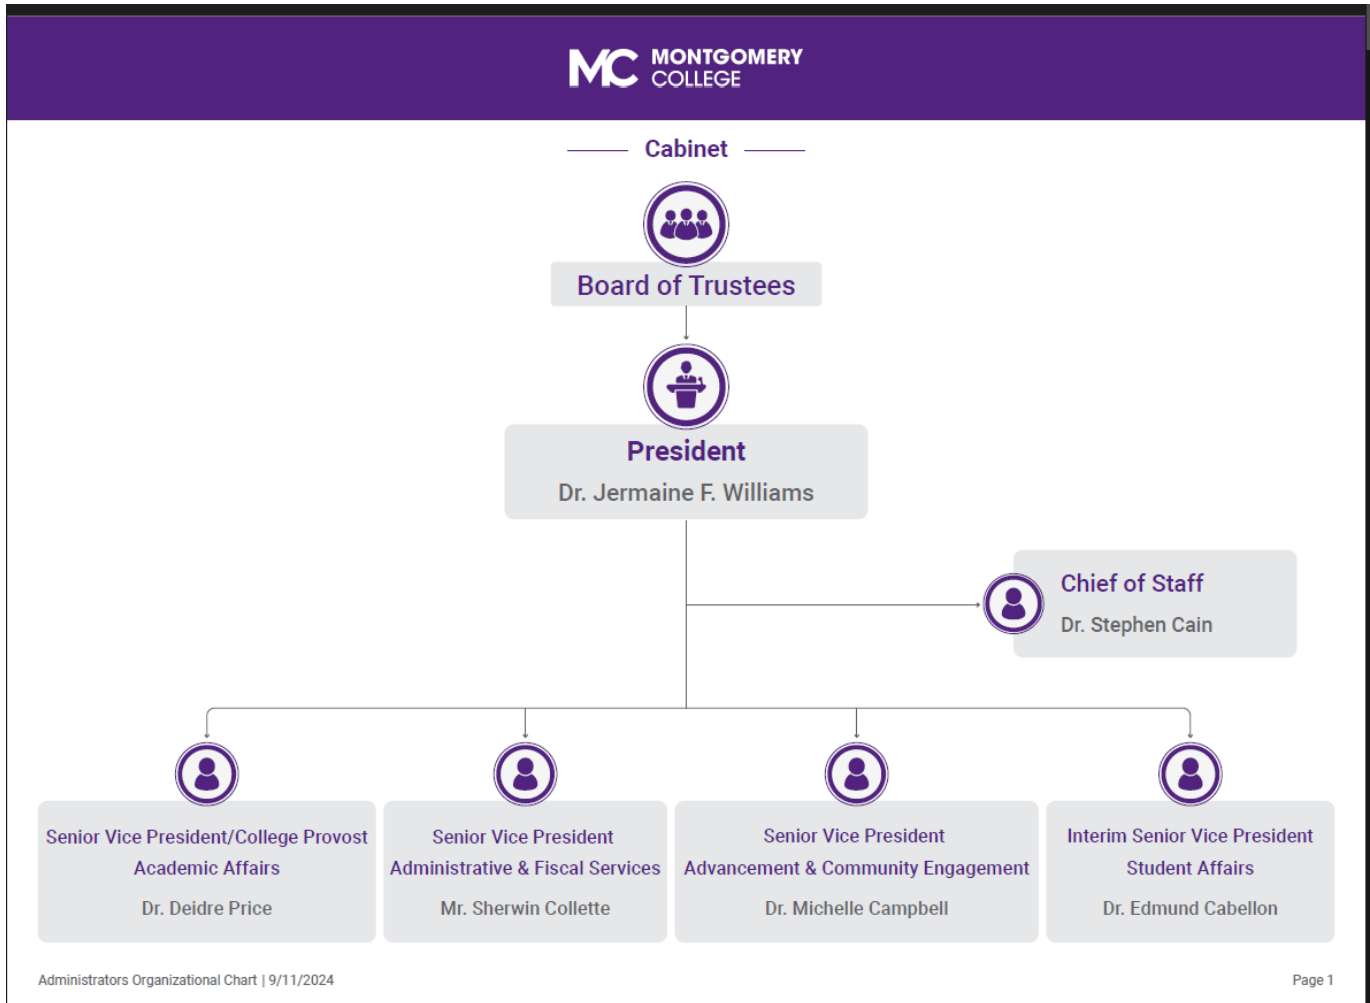 MC MONTGOMERY
COLLEGE
Cabinet
Board of Trustees
President
Dr. Jermaine F. Williams
Chief of Staff
Dr. Stephen Cain
Senior Vice President/College Provost
Academic Affairs
Dr. Deidre Price
Senior Vice President
Administrative & Fiscal Services
Mr. Sherwin Collette
Senior Vice President
Advancement & Community Engagement
Dr. Michelle Campbell
Interim Senior Vice President
Student Affairs
Dr. Edmund Cabellon
Administrators Organizational Chart | 9/11/2024
Page 1